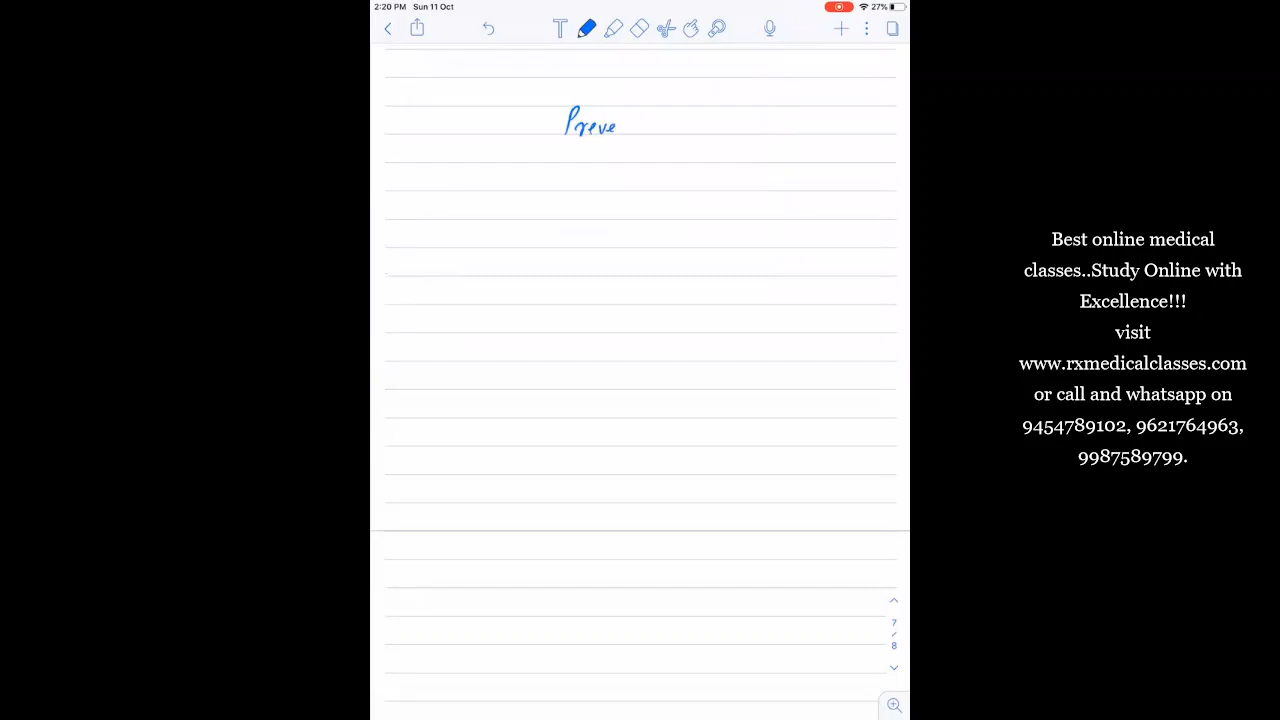 2:20 PM Sun 11 Oct
27%
T
Preve
Best online medical
classes..Study Online with
Excellence!!!
visit
www.rxmedicalclasses.com
or call and whatsapp on
9454789102, 9621764963,
9987589799.
7
/
8